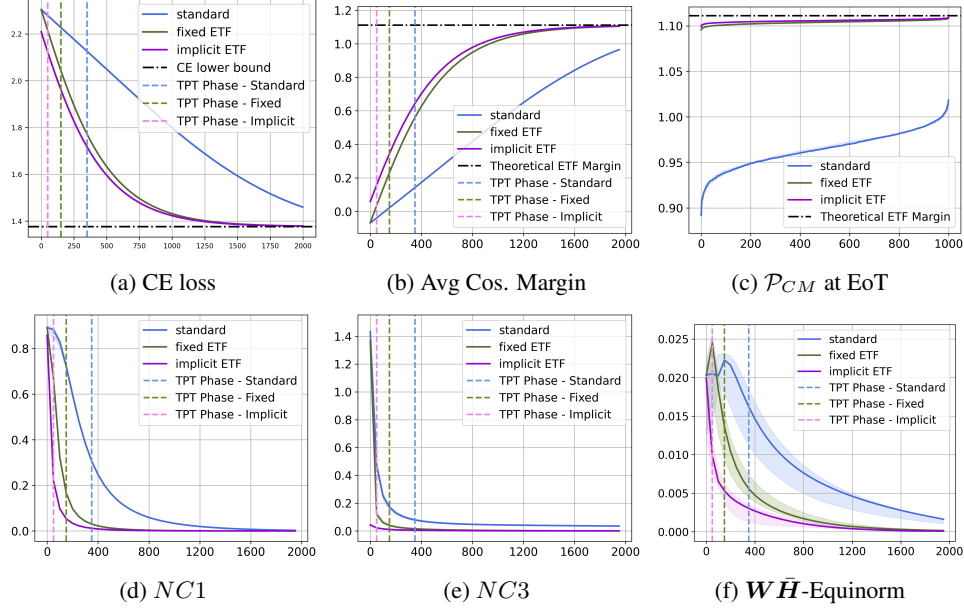 standard
fixed ETF
implicit ETF
CE lower bound
TPT Phase - Standard
TPT Phase - Fixed
TPT Phase - Implicit
2.2
2.0
1.8
1.6
1.4
0 250 500 750 1000 1250 1500 1750 2000
(a) CE loss
1.2
1.0
0.8
0.6
0.4
0.2
0.0
standard
fixed ETF
implicit ETF
Theoretical ETF Margin
TPT Phase - Standard
TPT Phase - Fixed
TPT Phase - Implicit
0 400 800 1200 1600 2000
(b) Avg Cos. Margin
1.10
1.05
1.00
0.95
0.90
standard
fixed ETF
implicit ETF
Theoretical ETF Margin
0 200 400 600 800 1000
(c) 𝒫CM at EoT
0.8
0.6
0.4
0.2
0.0
standard
fixed ETF
implicit ETF
TPT Phase - Standard
TPT Phase - Fixed
TPT Phase - Implicit
0 400 800 1200 1600 2000
(d) NC1
1.4
1.2
1.0
0.8
0.6
0.4
0.2
0.0
standard
fixed ETF
implicit ETF
TPT Phase - Standard
TPT Phase - Fixed
TPT Phase - Implicit
0 400 800 1200 1600 2000
(e) NC3
0.025
0.020
0.015
0.010
0.005
0.000
standard
fixed ETF
implicit ETF
TPT Phase - Standard
TPT Phase - Fixed
TPT Phase - Implicit
0 400 800 1200 1600 2000
(f) WH̄-Equinorm